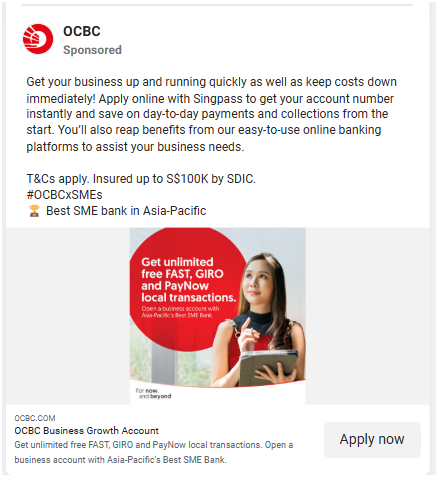 OCBC
Sponsored
Get your business up and running quickly as well as keep costs down
immediately! Apply online with Singpass to get your account number
instantly and save on day-to-day payments and collections from the
start. You'll also reap benefits from our easy-to-use online banking
platforms to assist your business needs.
T&Cs apply. Insured up to S$100K by SDIC.
#OCBCxSMEs
🏆 Best SME bank in Asia-Pacific
Get unlimited
free FAST, GIRO
and PayNow
local transactions.
Open a business account with
Asia-Pacific's Best SME Bank.
For now,
and beyond
OCBC.COM
OCBC Business Growth Account
Get unlimited free FAST, GIRO and PayNow local transactions. Open a
business account with Asia-Pacific's Best SME Bank.
Apply now